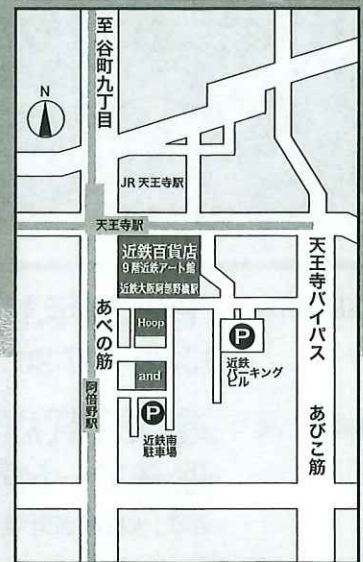 至 谷町九丁目
N
JR 天王寺駅
天王寺駅
近鉄百貨店
9階近鉄アート館
近鉄大阪阿部野橋駅
あべの筋
阿倍野駅
Hoop
and
P
近鉄
パーキング
ビル
P
近鉄南
駐車場
天王寺バイパス
あびこ筋